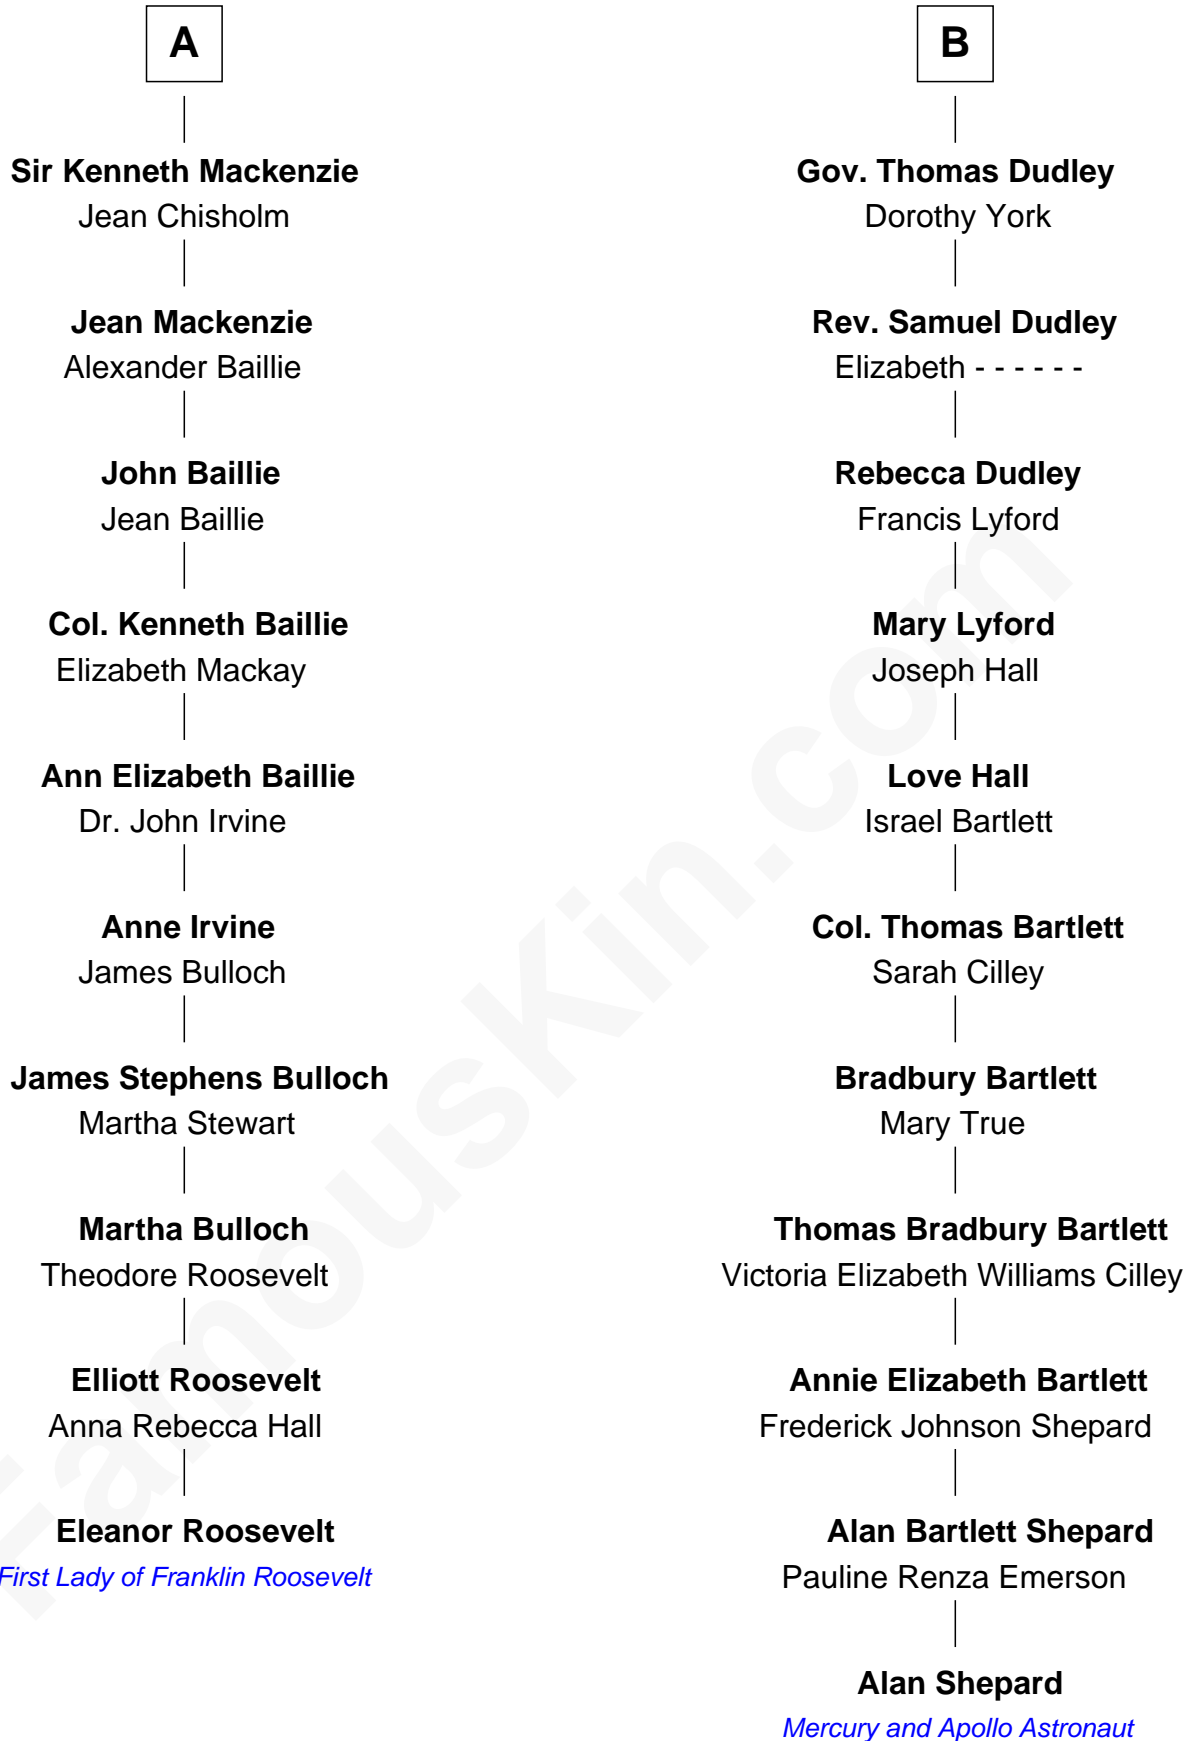 A
Sir Kenneth Mackenzie
Jean Chisholm
Jean Mackenzie
Alexander Baillie
John Baillie
Jean Baillie
Col. Kenneth Baillie
Elizabeth Mackay
Ann Elizabeth Baillie
Dr. John Irvine
Anne Irvine
James Bulloch
James Stephens Bulloch
Martha Stewart
Martha Bulloch
Theodore Roosevelt
Elliott Roosevelt
Anna Rebecca Hall
Eleanor Roosevelt
First Lady of Franklin Roosevelt
B
Gov. Thomas Dudley
Dorothy York
Rev. Samuel Dudley
Elizabeth - - - - - -
Rebecca Dudley
Francis Lyford
Mary Lyford
Joseph Hall
Love Hall
Israel Bartlett
Col. Thomas Bartlett
Sarah Cilley
Bradbury Bartlett
Mary True
Thomas Bradbury Bartlett
Victoria Elizabeth Williams Cilley
Annie Elizabeth Bartlett
Frederick Johnson Shepard
Alan Bartlett Shepard
Pauline Renza Emerson
Alan Shepard
Mercury and Apollo Astronaut
FamousKin.com